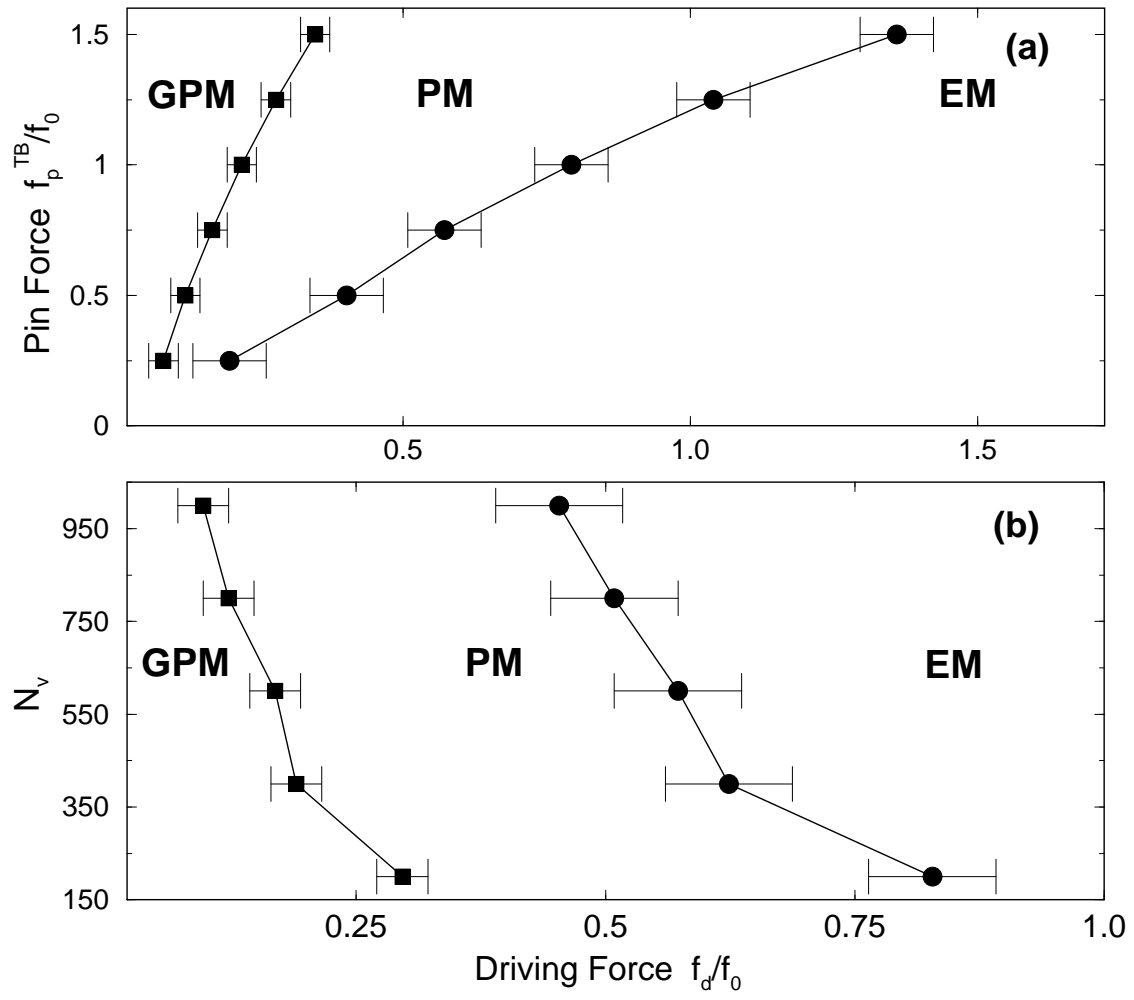 1.5
(a)
GPM PM EM
1
0.5
0
Pin Force f_p^TB/f_0
0.5 1.0 1.5
950
(b)
750
GPM PM EM
550
350
150
N_v
0.25 0.5 0.75 1.0
Driving Force f_d/f_0